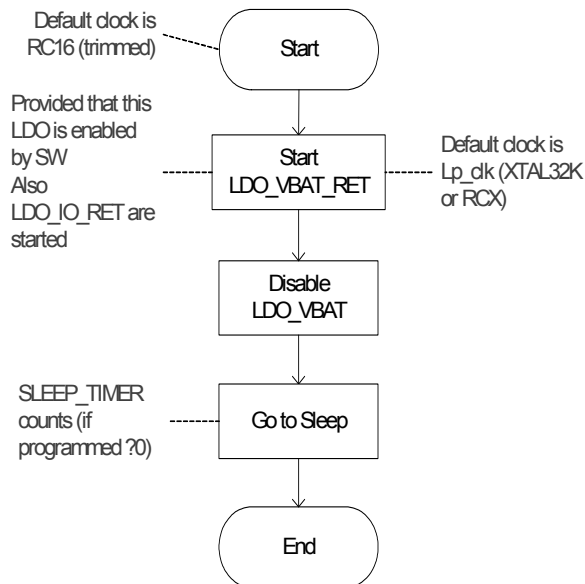 Default clock is
RC16 (trimmed)
Start
Provided that this
LDO is enabled
by SW
Also
LDO_IO_RET are
started
Start
LDO_VBAT_RET
Default clock is
Lp_clk (XTAL32K
or RCX)
Disable
LDO_VBAT
SLEEP_TIMER
counts (if
programmed ?0)
Go to Sleep
End